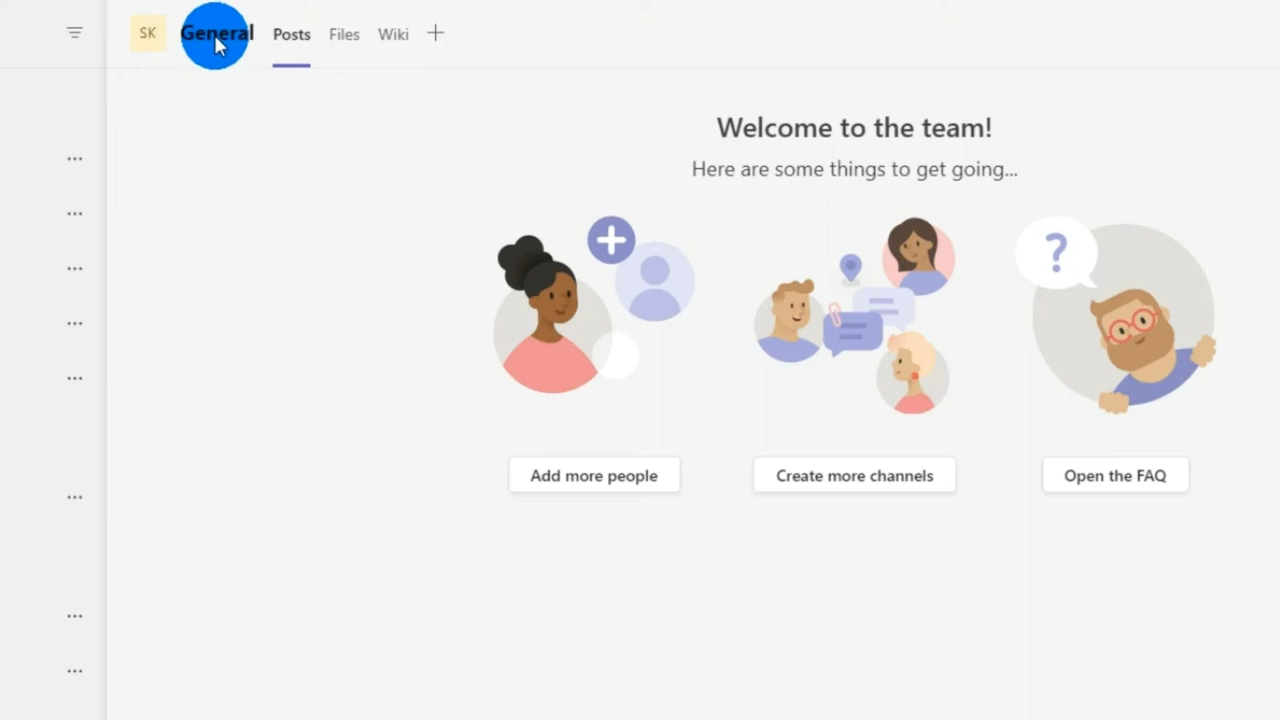 SK General Posts Files Wiki +
Welcome to the team!
Here are some things to get going...
?
Add more people Create more channels Open the FAQ